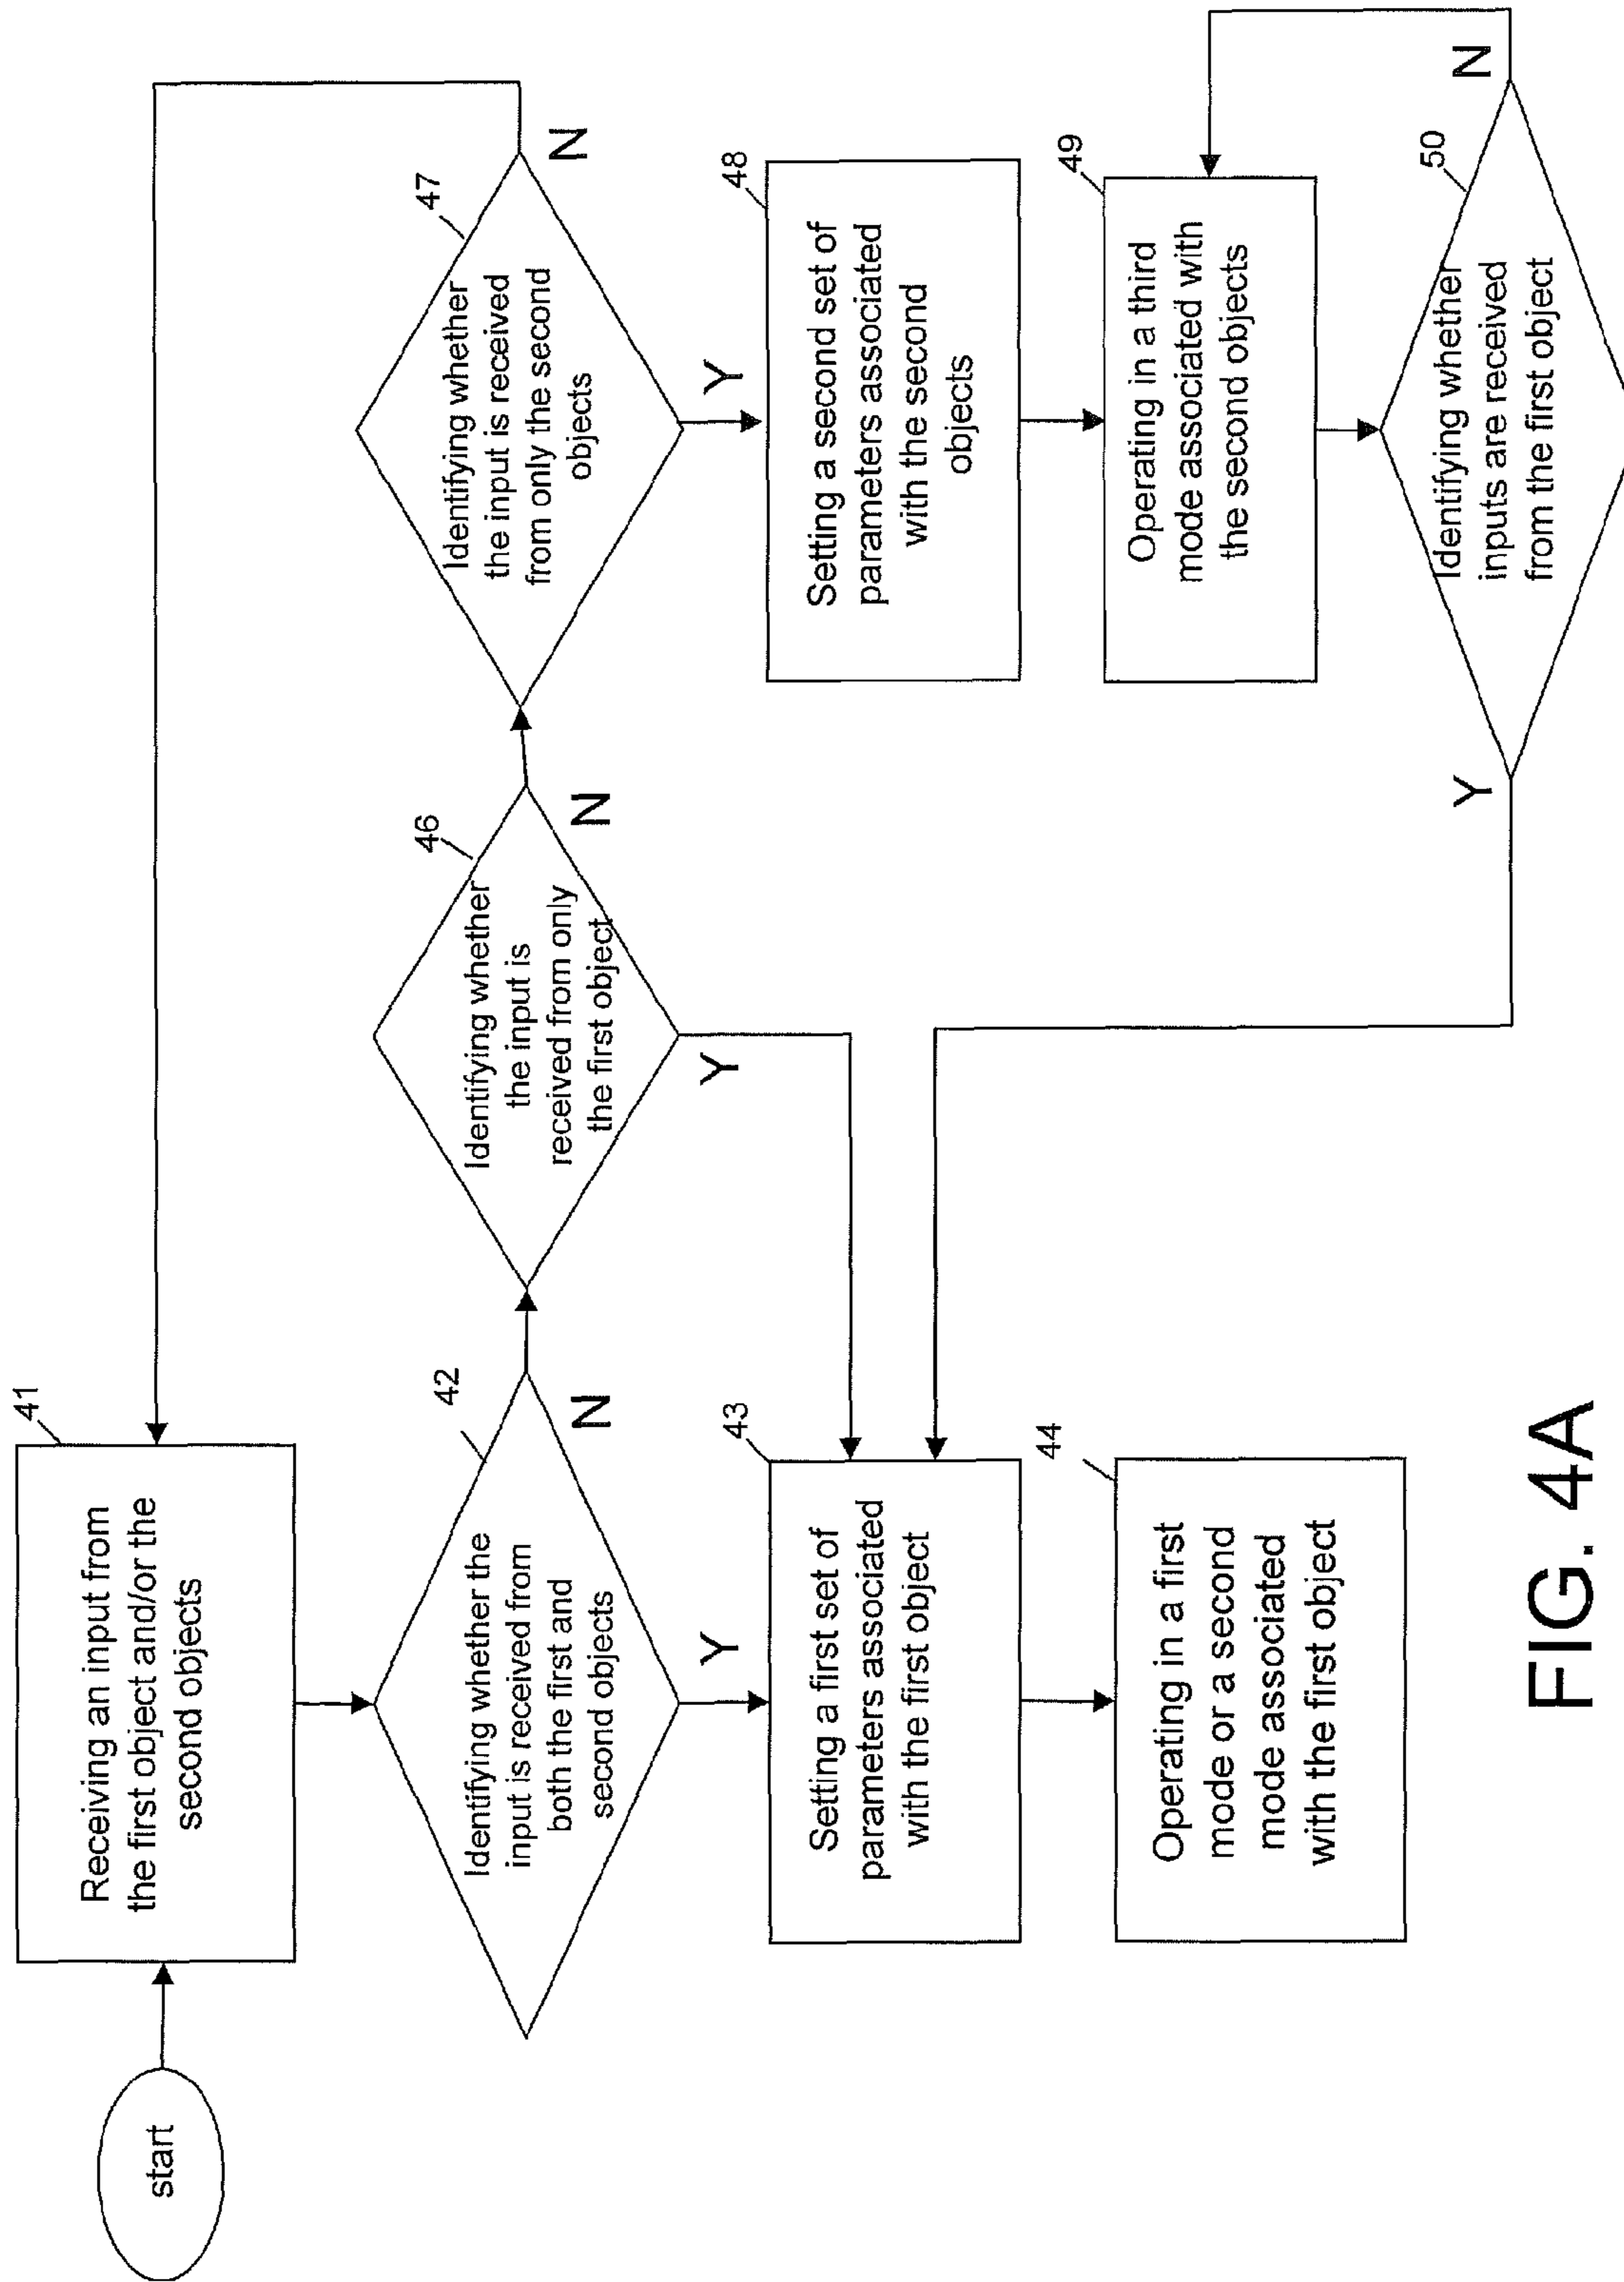 start
41
Receiving an input from
the first object and/or the
second objects
42
Identifying whether the
input is received from
both the first and
second objects
N
Y
46
Identifying whether
the input is
received from only
the first object
N
Y
47
Identifying whether
the input is received
from only the second
objects
N
Y
43
Setting a first set of
parameters associated
with the first object
48
Setting a second set of
parameters associated
with the second
objects
44
Operating in a first
mode or a second
mode associated
with the first object
49
Operating in a third
mode associated with
the second objects
50
Identifying whether
inputs are received
from the first object
Y
N
FIG. 4A